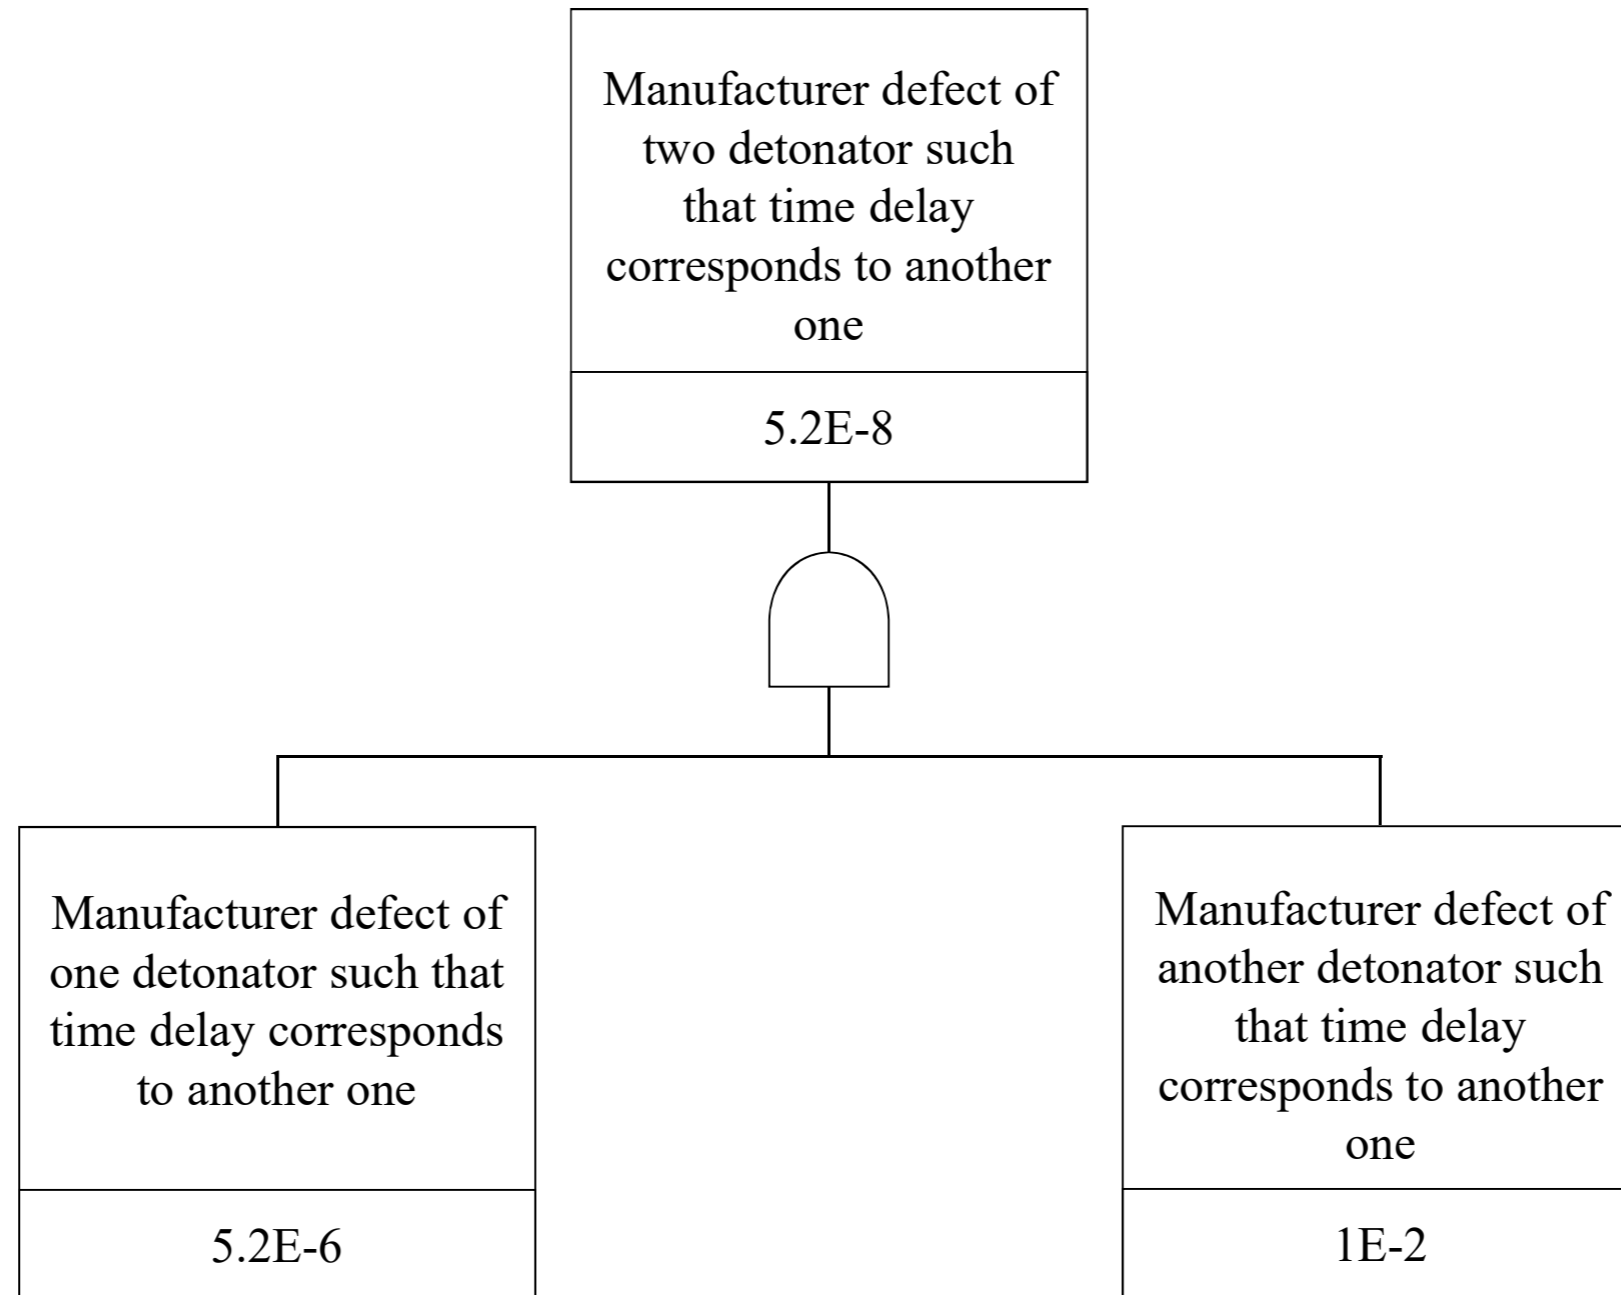 Manufacturer defect of
two detonator such
that time delay
corresponds to another
one
5.2E-8
Manufacturer defect of
one detonator such that
time delay corresponds
to another one
5.2E-6
Manufacturer defect of
another detonator such
that time delay
corresponds to another
one
1E-2